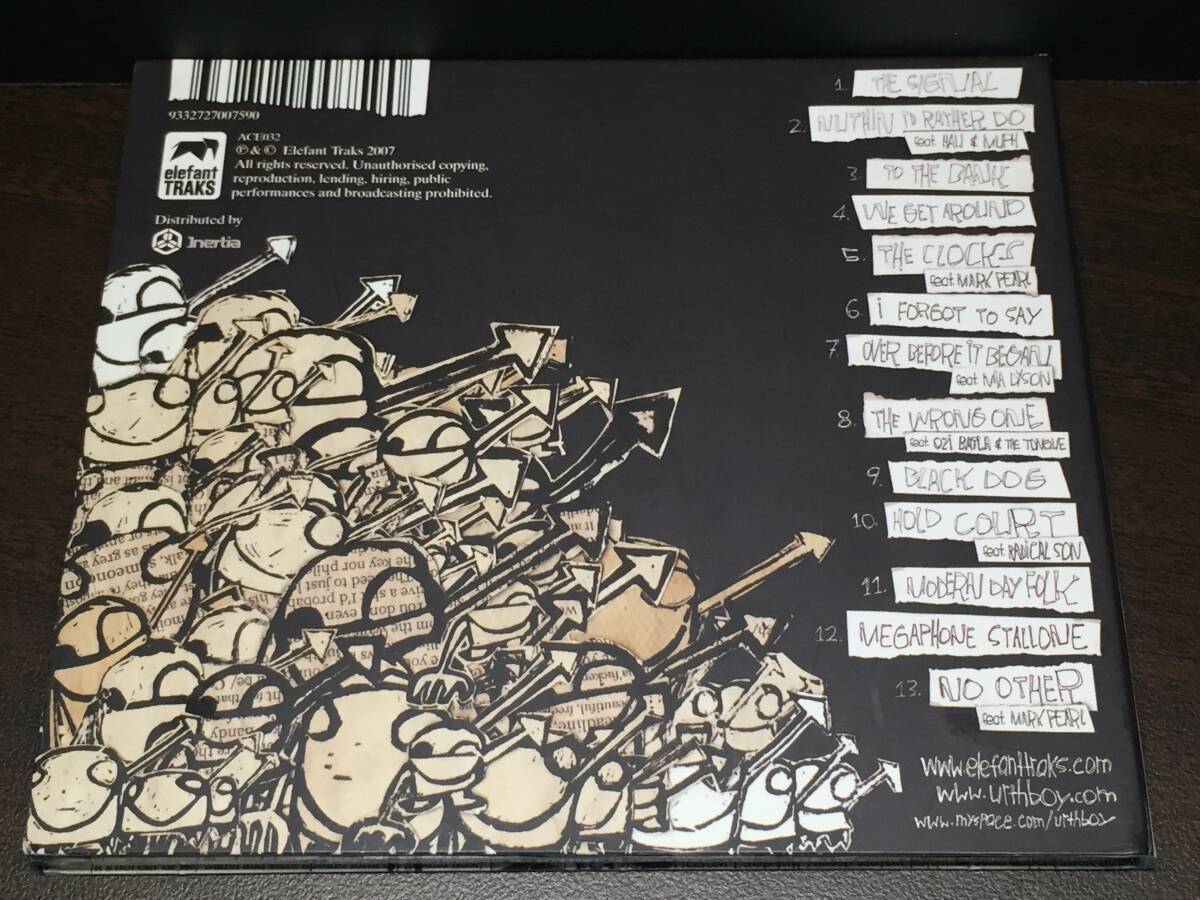 9332727007590
ACE032
℗ & © Elefant Traks 2007
All rights reserved. Unauthorised copying,
reproduction, lending, hiring, public
performances and broadcasting prohibited.
elefant
TRAKS
Distributed by
Inertia
1. THE SIGNAL
2. NUTHIN I'D RATHER DO
feat. HAU & MUPH
3. TO THE BANK
4. WE GET AROUND
5. THE CLOCKS
feat. MARK PEARL
6. i FORGOT TO SAY
7. OVER BEFORE iT BEGAN
feat. MIA DYSON
8. THE WRONG ONE
feat. OZI BATLA & THE TONGUE
9. BLACK DOG
10. HOLD COURT
feat. RADICAL SON
11. MODERN DAY FOLK
12. MEGAPHONE STALLONE
13. NO OTHER
feat. MARK PEARL
www.elefanttraks.com
www.urthboy.com
www.myspace.com/urthboy